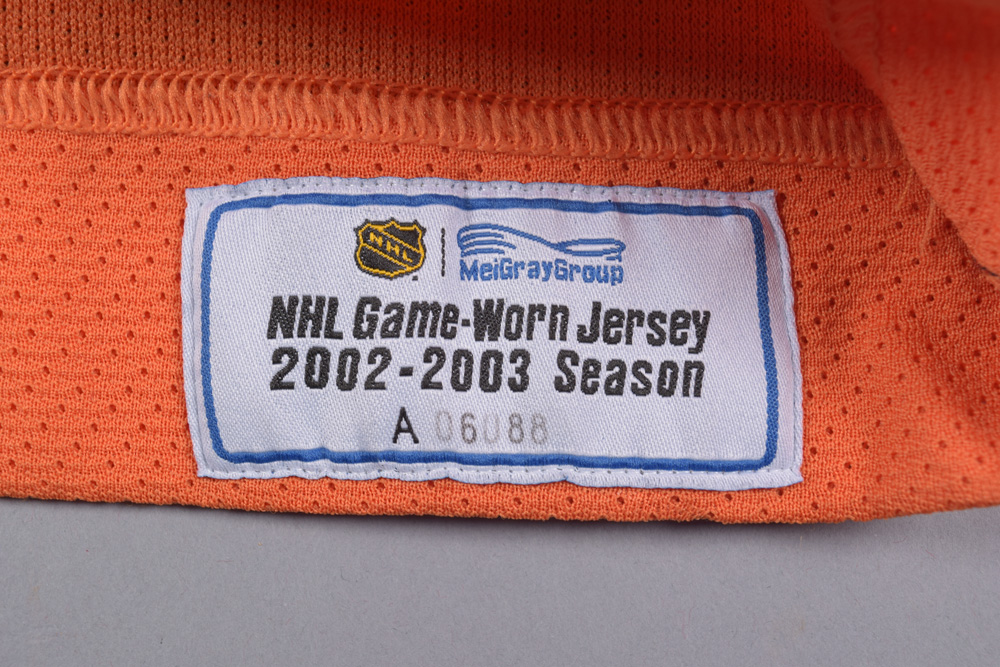 NHL
MeiGrayGroup
NHL Game-Worn Jersey
2002-2003 Season
A 06088